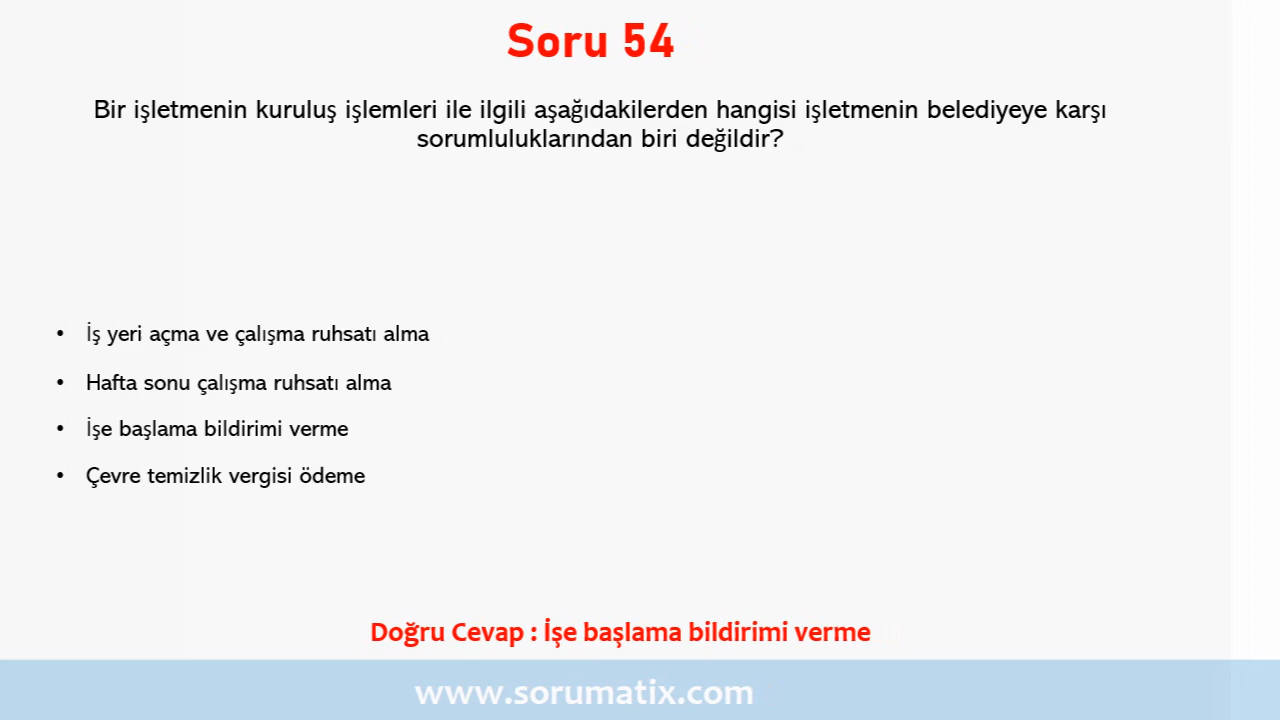 Soru 54
Bir işletmenin kuruluş işlemleri ile ilgili aşağıdakilerden hangisi işletmenin belediyeye karşı
sorumluluklarından biri değildir?
• İş yeri açma ve çalışma ruhsatı alma
• Hafta sonu çalışma ruhsatı alma
• İşe başlama bildirimi verme
• Çevre temizlik vergisi ödeme
Doğru Cevap : İşe başlama bildirimi verme
www.sorumatix.com